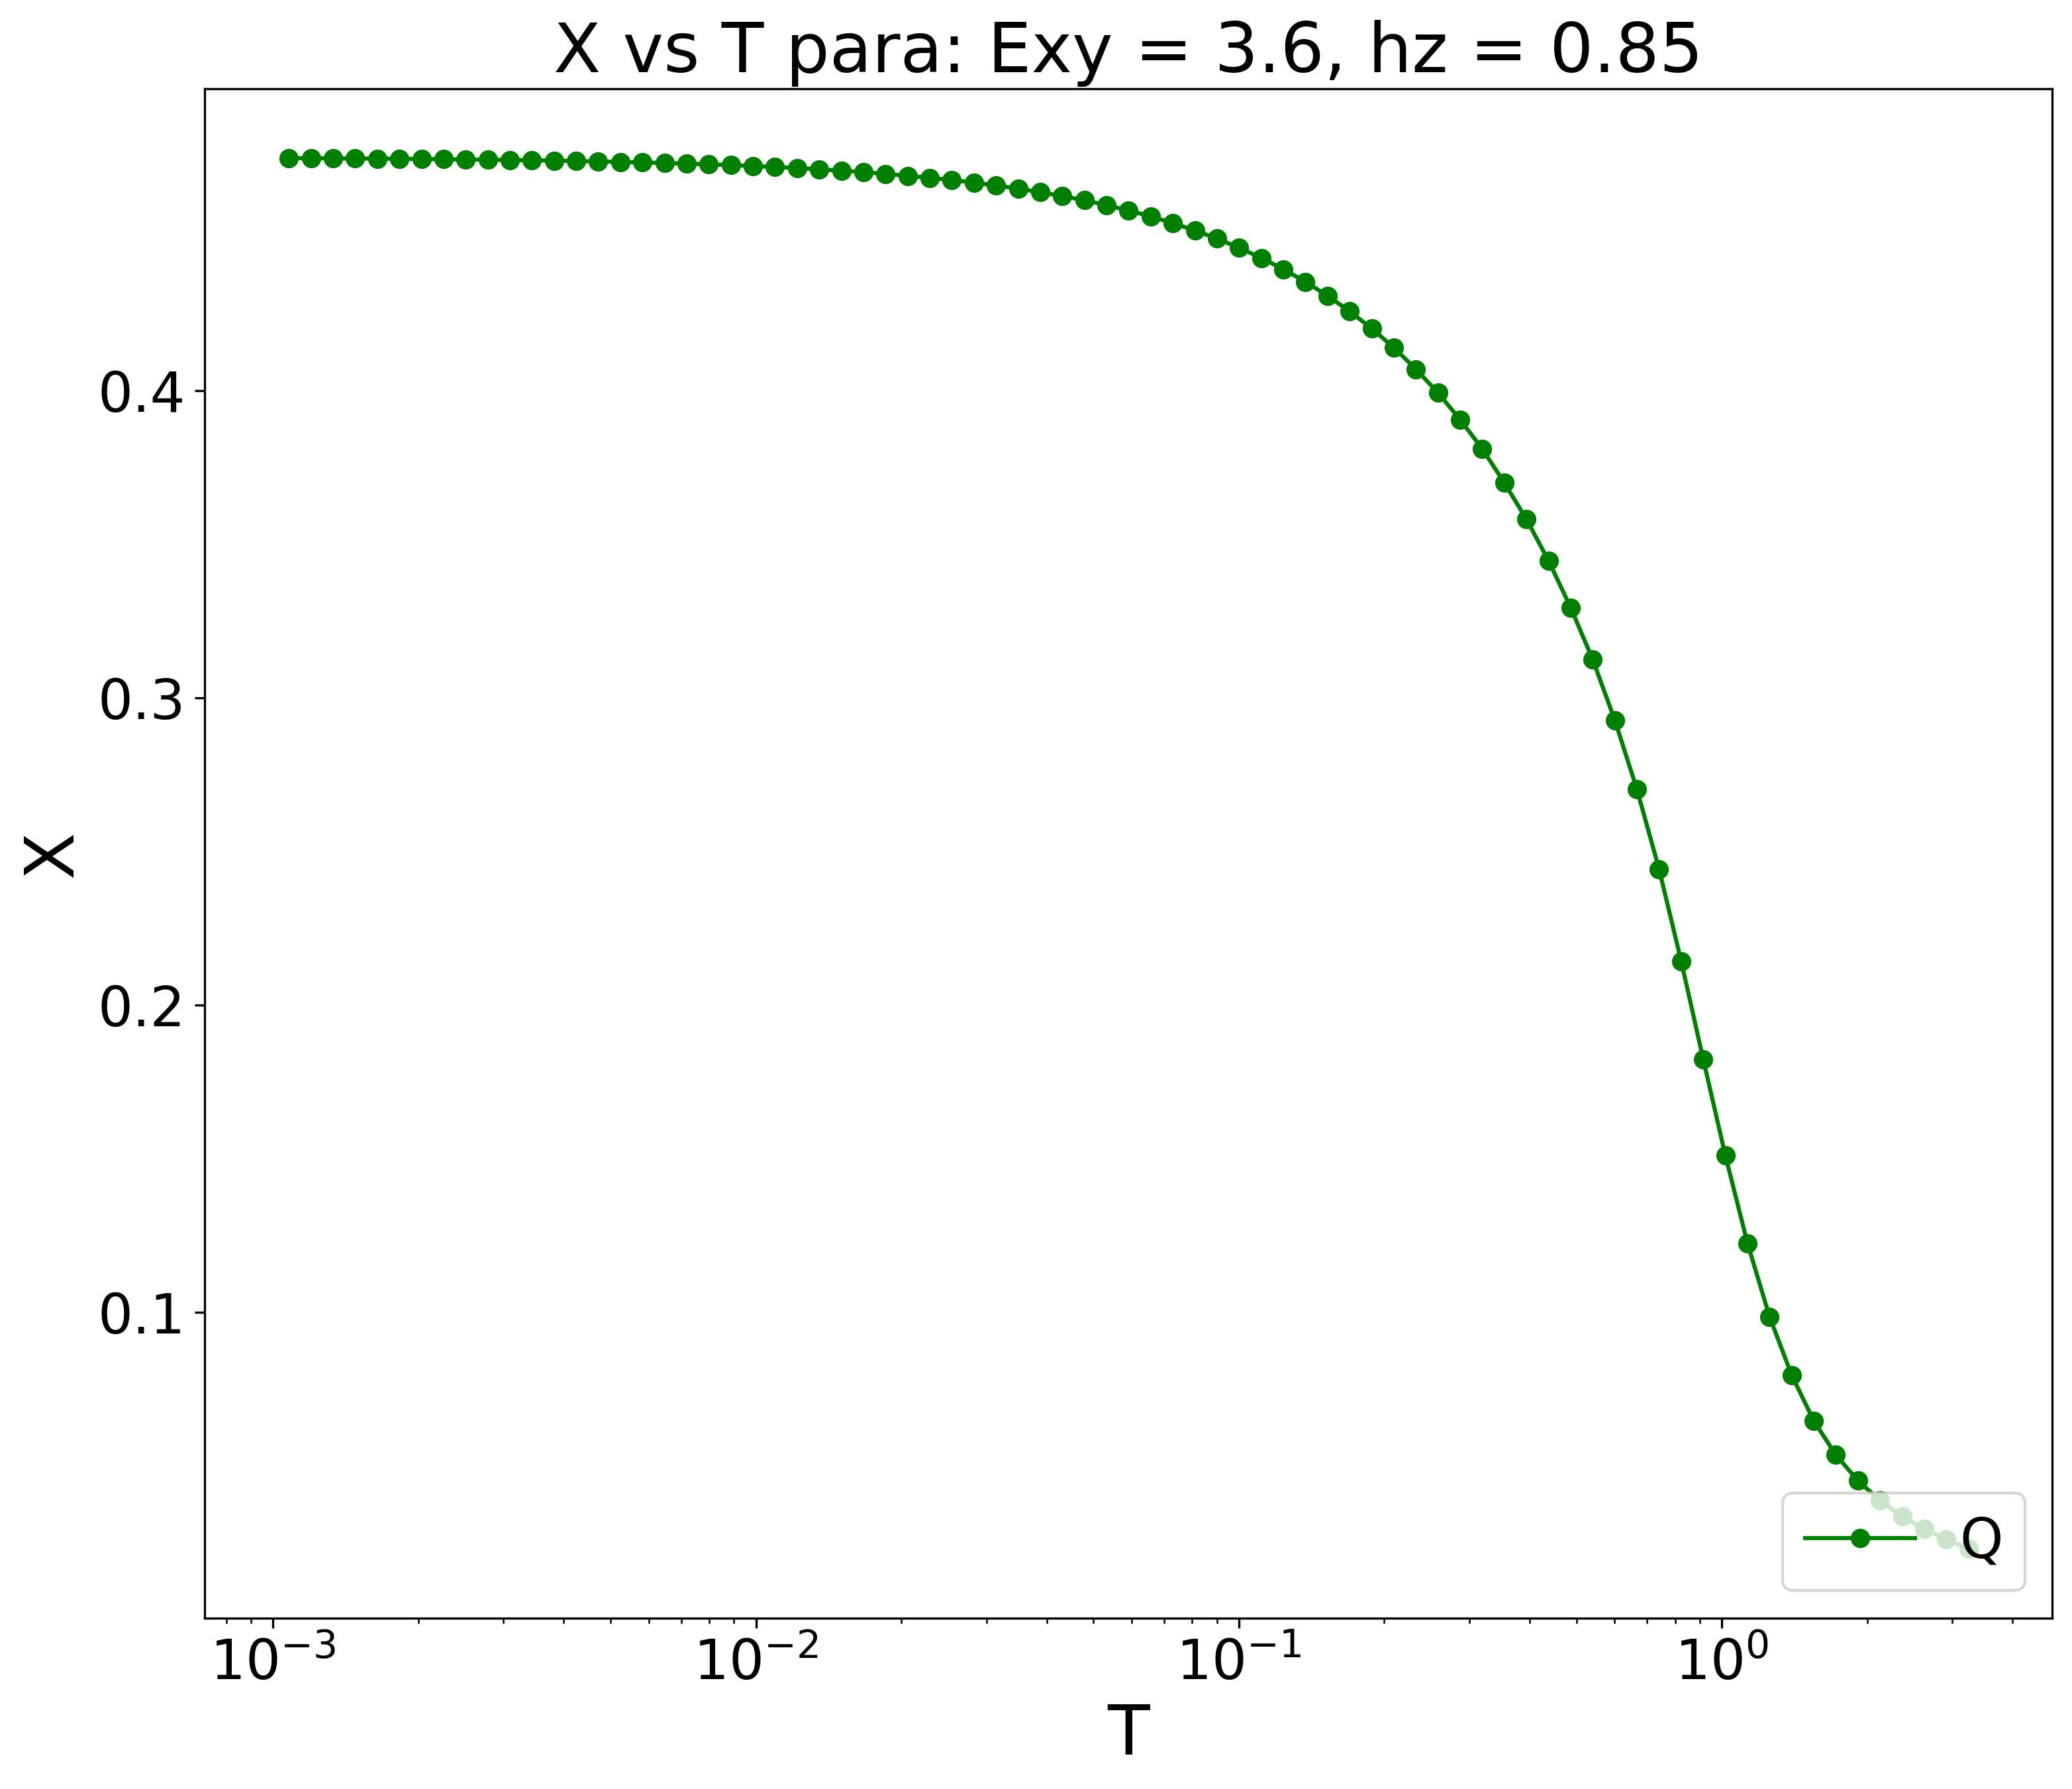 X vs T para: Exy = 3.6, hz = 0.85
0.4
0.3
0.2
0.1
X
Q
10⁻³ 10⁻² 10⁻¹ 10⁰
T